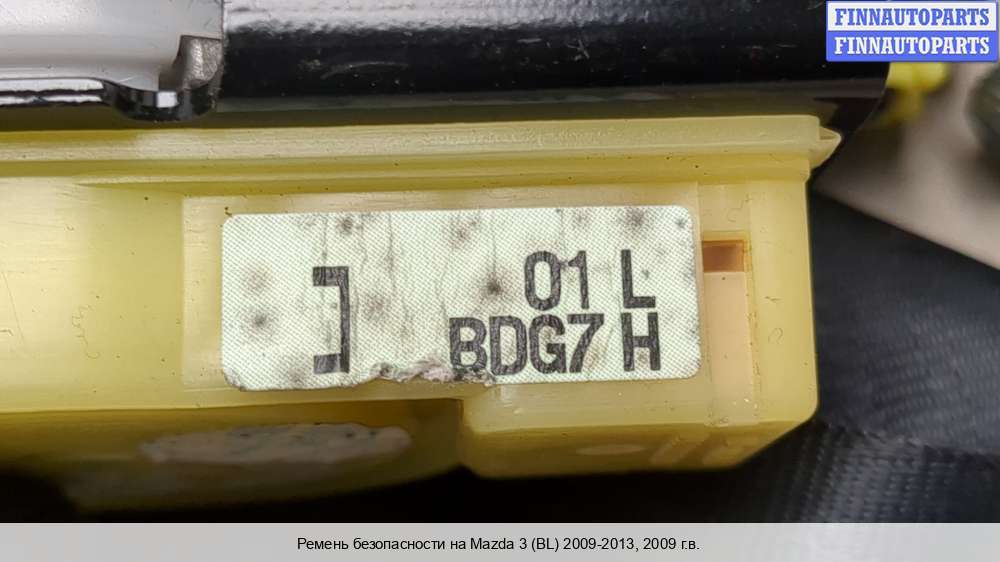 FINNAUTOPARTS
FINNAUTOPARTS
01 L
BDG7 H
Ремень безопасности на Mazda 3 (BL) 2009-2013, 2009 г.в.